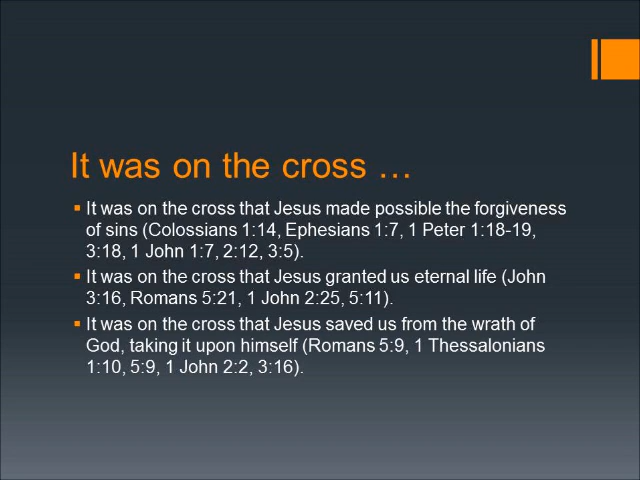 It was on the cross …
It was on the cross that Jesus made possible the forgiveness
of sins (Colossians 1:14, Ephesians 1:7, 1 Peter 1:18-19,
3:18, 1 John 1:7, 2:12, 3:5).
It was on the cross that Jesus granted us eternal life (John
3:16, Romans 5:21, 1 John 2:25, 5:11).
It was on the cross that Jesus saved us from the wrath of
God, taking it upon himself (Romans 5:9, 1 Thessalonians
1:10, 5:9, 1 John 2:2, 3:16).